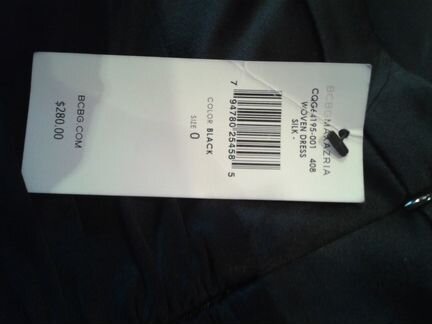 BCBGMAXAZRIA
CQG64195-001 408
WOVEN DRESS
SILK -
7 94780 25458 5
COLOR BLACK
SIZE 0
BCBG.COM
$280.00